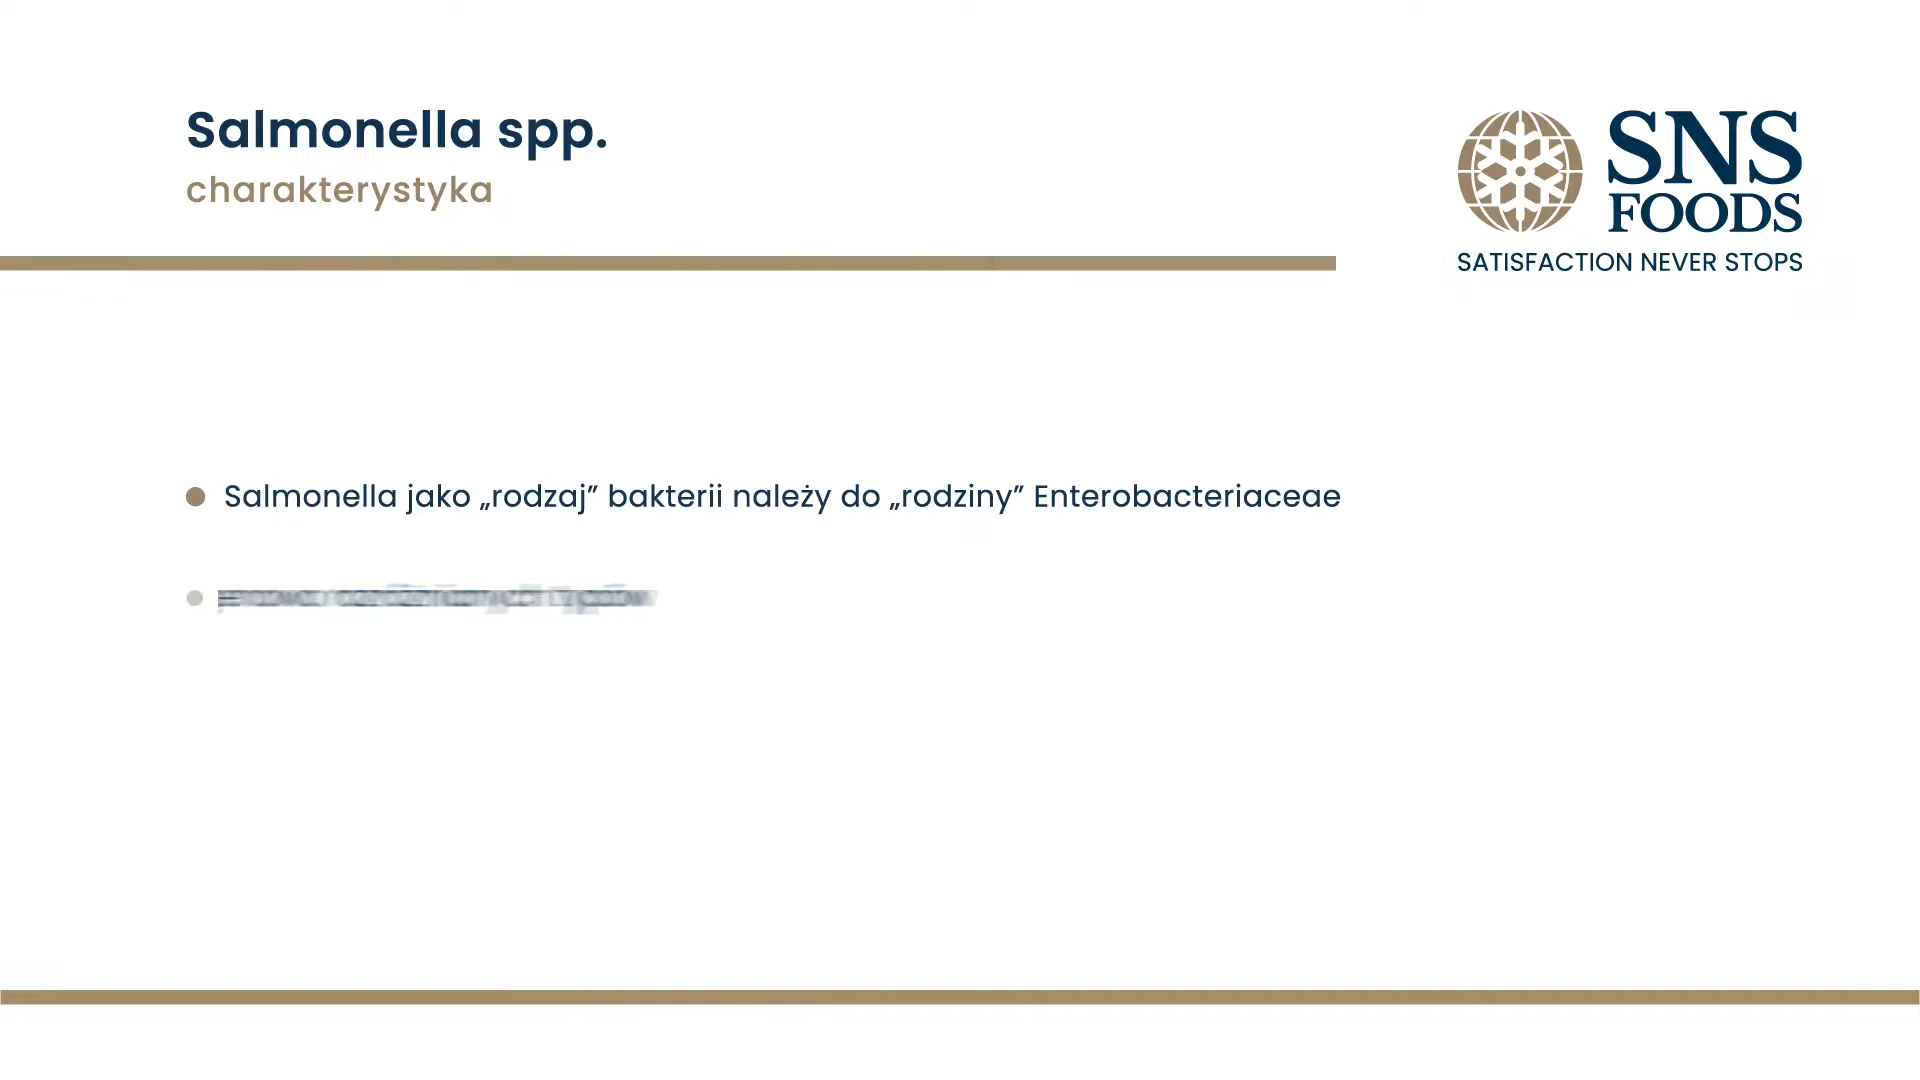 Salmonella spp.
charakterystyka
SNS
FOODS
SATISFACTION NEVER STOPS
Salmonella jako „rodzaj” bakterii należy do „rodziny” Enterobacteriaceae